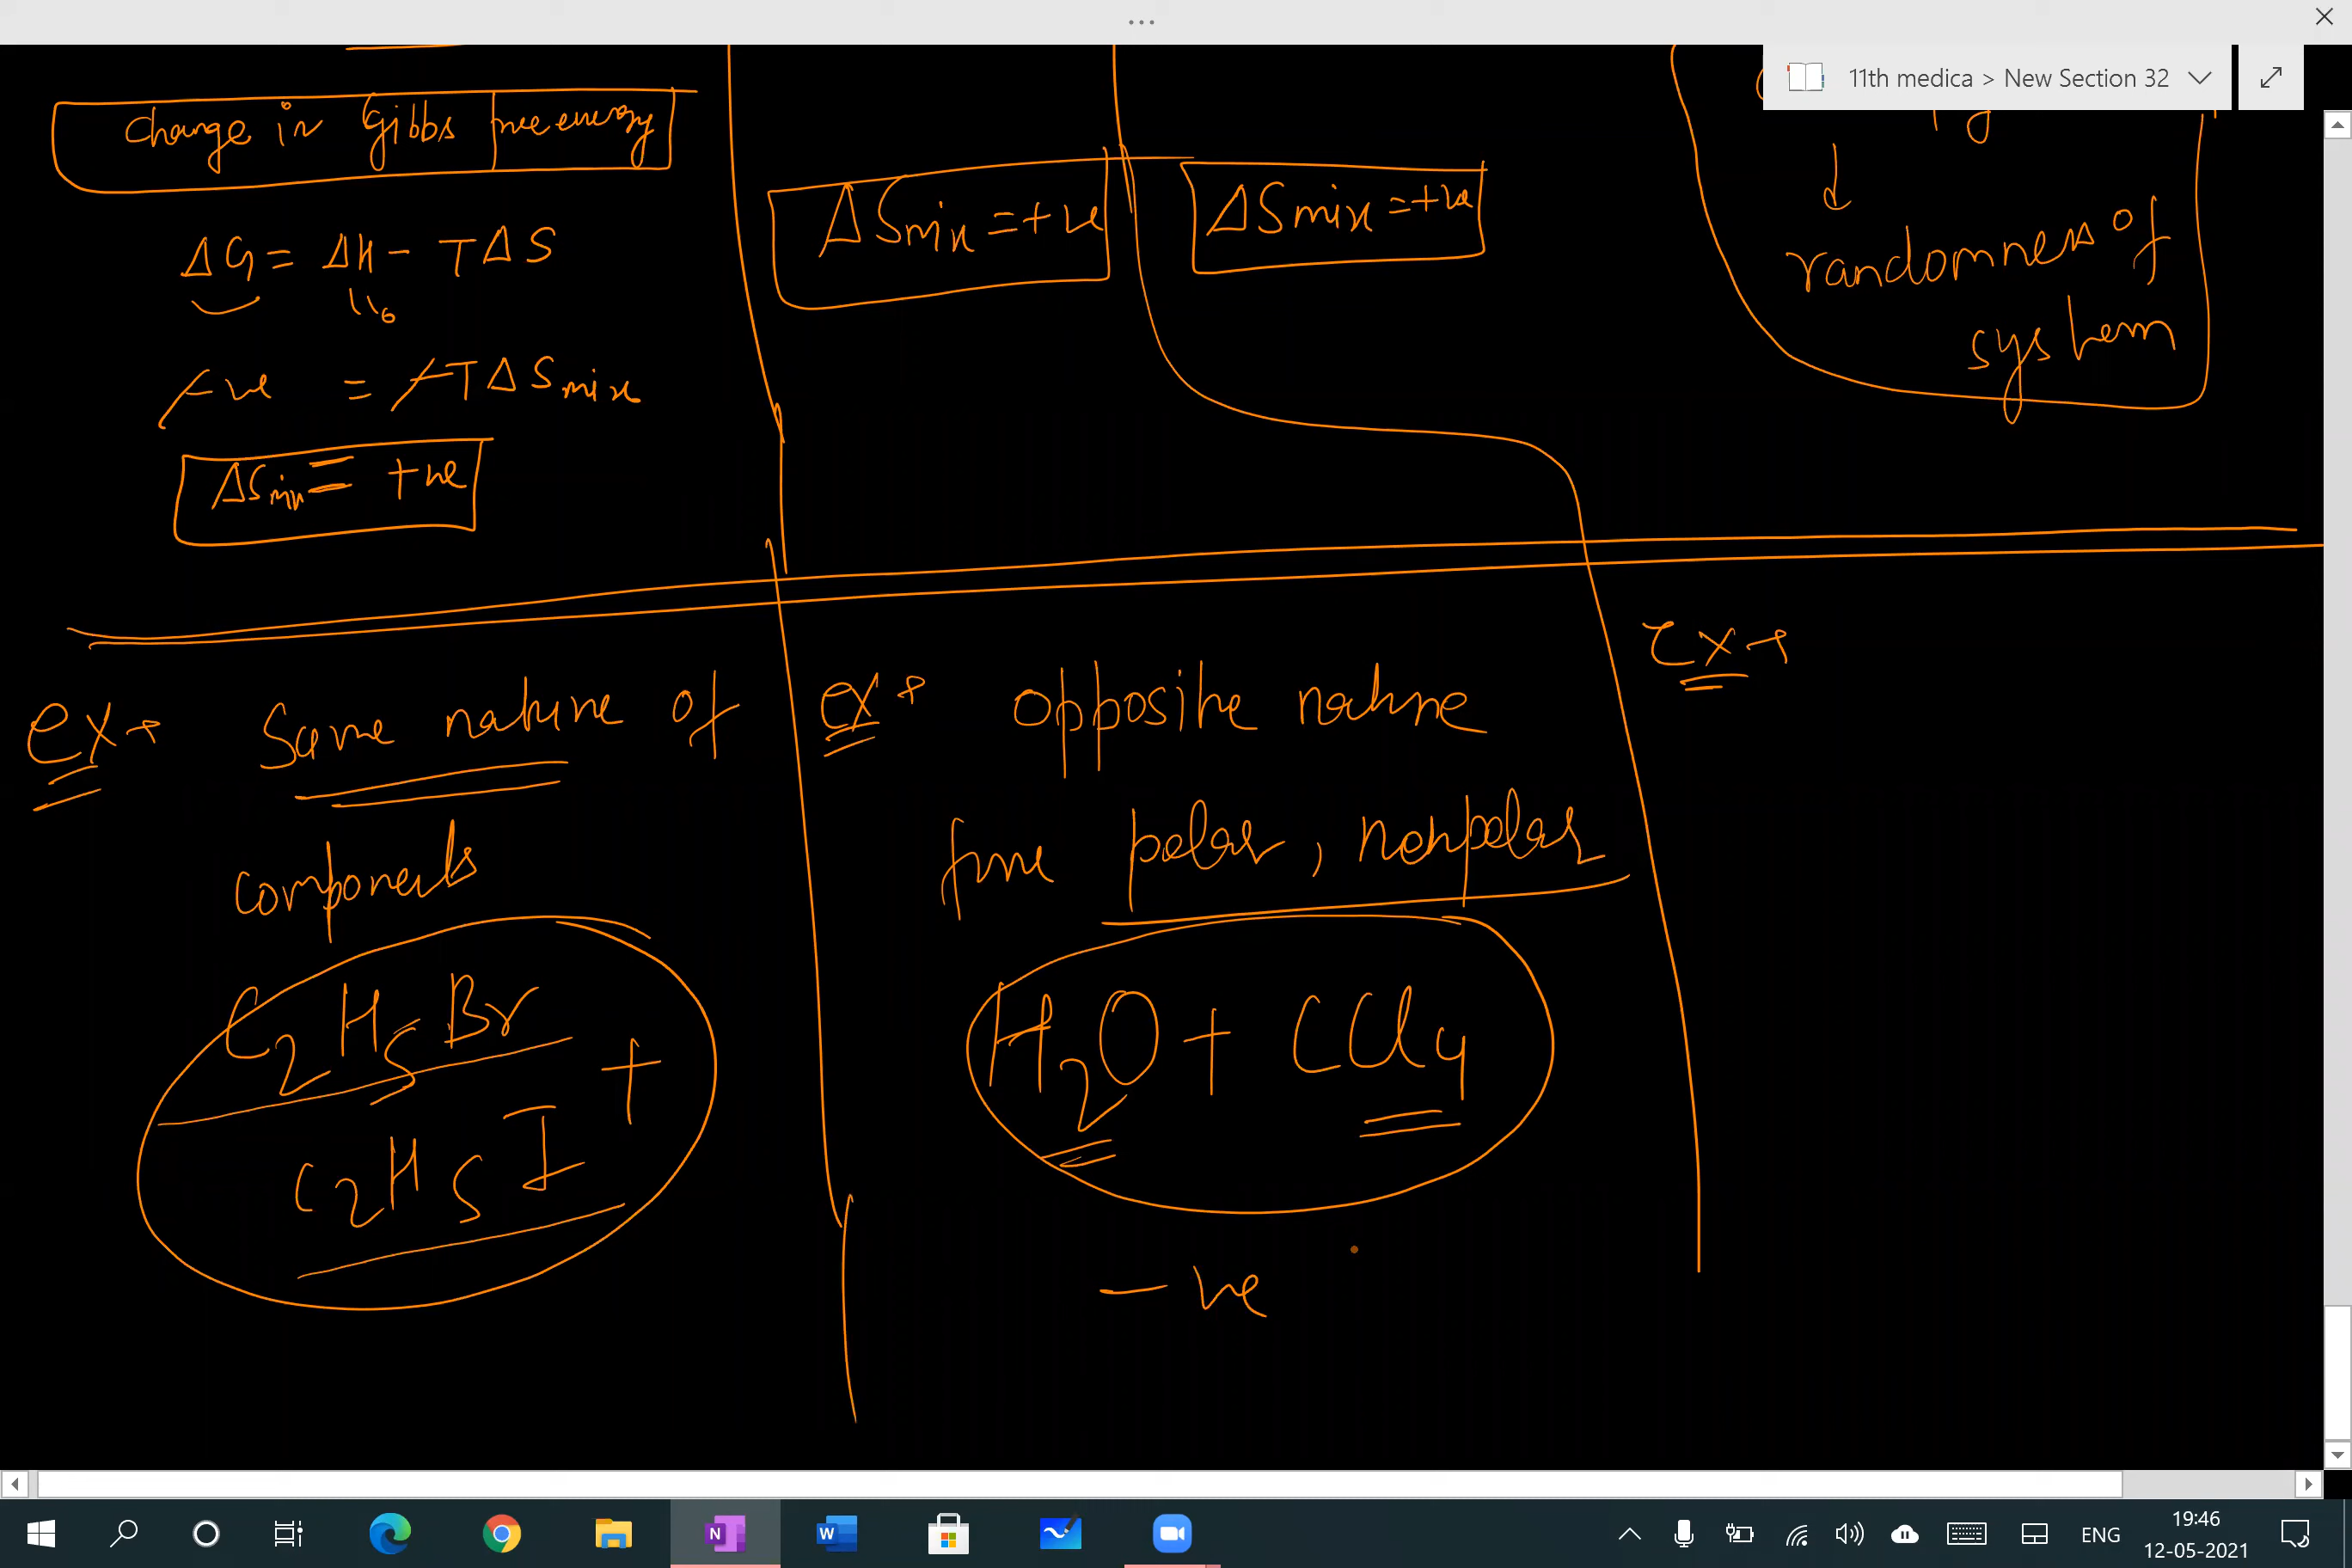 11th medica > New Section 32
change in Gibbs free energy
ΔG = ΔH - TΔS
-ve = -TΔSmix
ΔSmix = +ve
ΔSmix = +ve
ΔSmix = +ve
randomness of
system
ex→ Same nature of
components
C2H5Br
+
C2H5I
ex→ opposite nature
polar, nonpolar
H2O + CCl4
-ve
Ex→
ENG
19:46
12-05-2021